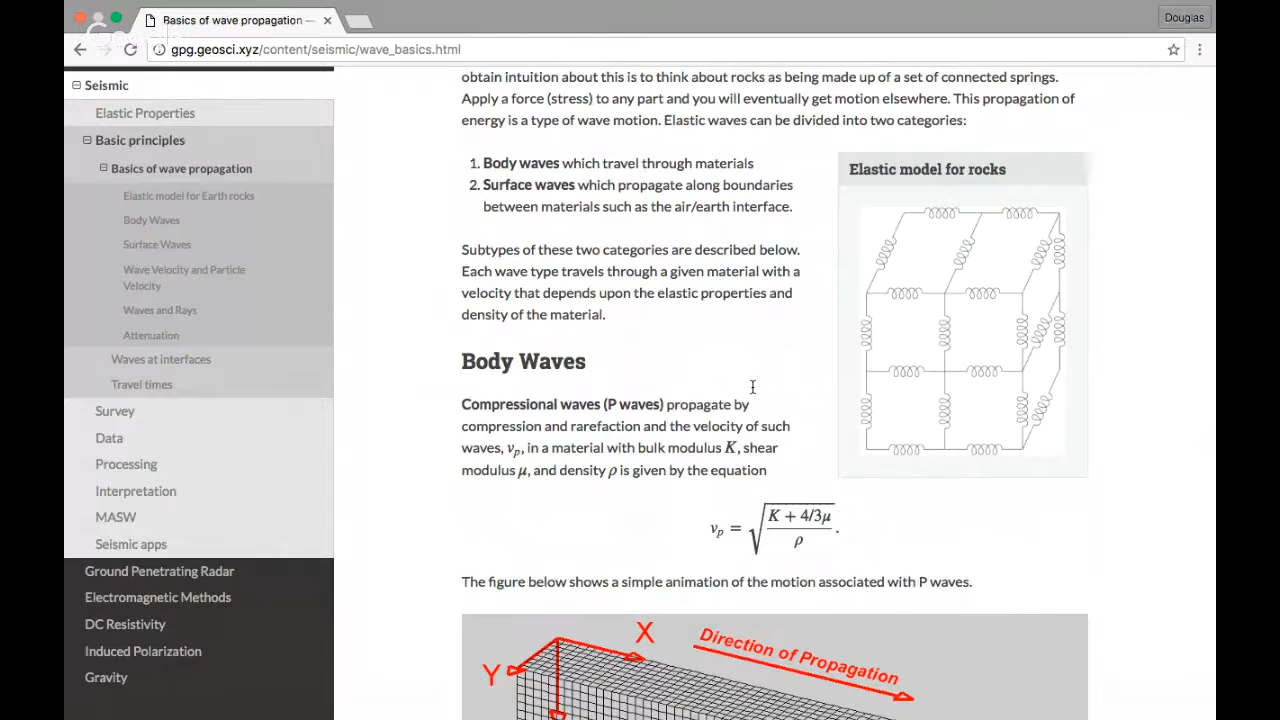 Basics of wave propagation —
Douglas
gpg.geosci.xyz/content/seismic/wave_basics.html
Seismic
Elastic Properties
Basic principles
Basics of wave propagation
Elastic model for Earth rocks
Body Waves
Surface Waves
Wave Velocity and Particle
Velocity
Waves and Rays
Attenuation
Waves at interfaces
Travel times
Survey
Data
Processing
Interpretation
MASW
Seismic apps
Ground Penetrating Radar
Electromagnetic Methods
DC Resistivity
Induced Polarization
Gravity
obtain intuition about this is to think about rocks as being made up of a set of connected springs.
Apply a force (stress) to any part and you will eventually get motion elsewhere. This propagation of
energy is a type of wave motion. Elastic waves can be divided into two categories:
1. Body waves which travel through materials
2. Surface waves which propagate along boundaries
between materials such as the air/earth interface.
Elastic model for rocks
Subtypes of these two categories are described below.
Each wave type travels through a given material with a
velocity that depends upon the elastic properties and
density of the material.
Body Waves
Compressional waves (P waves) propagate by
compression and rarefaction and the velocity of such
waves, vₚ, in a material with bulk modulus K, shear
modulus μ, and density ρ is given by the equation
vₚ = √((K + 4/3μ)/ρ).
The figure below shows a simple animation of the motion associated with P waves.
X
Y
Direction of Propagation